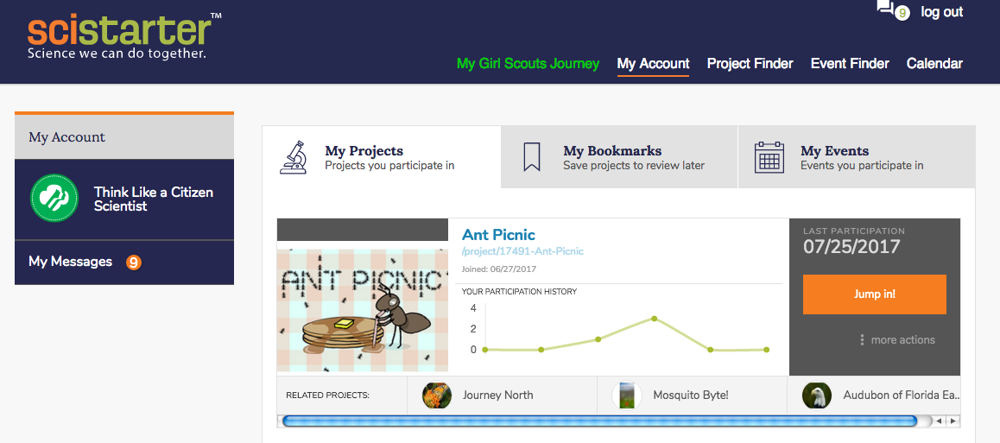 scistarter™
Science we can do together.
9
log out
My Girl Scouts Journey
My Account
Project Finder
Event Finder
Calendar
My Account
Think Like a Citizen
Scientist
My Messages 9
My Projects
Projects you participate in
My Bookmarks
Save projects to review later
My Events
Events you participate in
ANT PICNIC
Ant Picnic
/project/17491-Ant-Picnic
Joined: 06/27/2017
YOUR PARTICIPATION HISTORY
4
2
0
LAST PARTICIPATION
07/25/2017
Jump in!
more actions
RELATED PROJECTS:
Journey North
Mosquito Byte!
Audubon of Florida Ea...